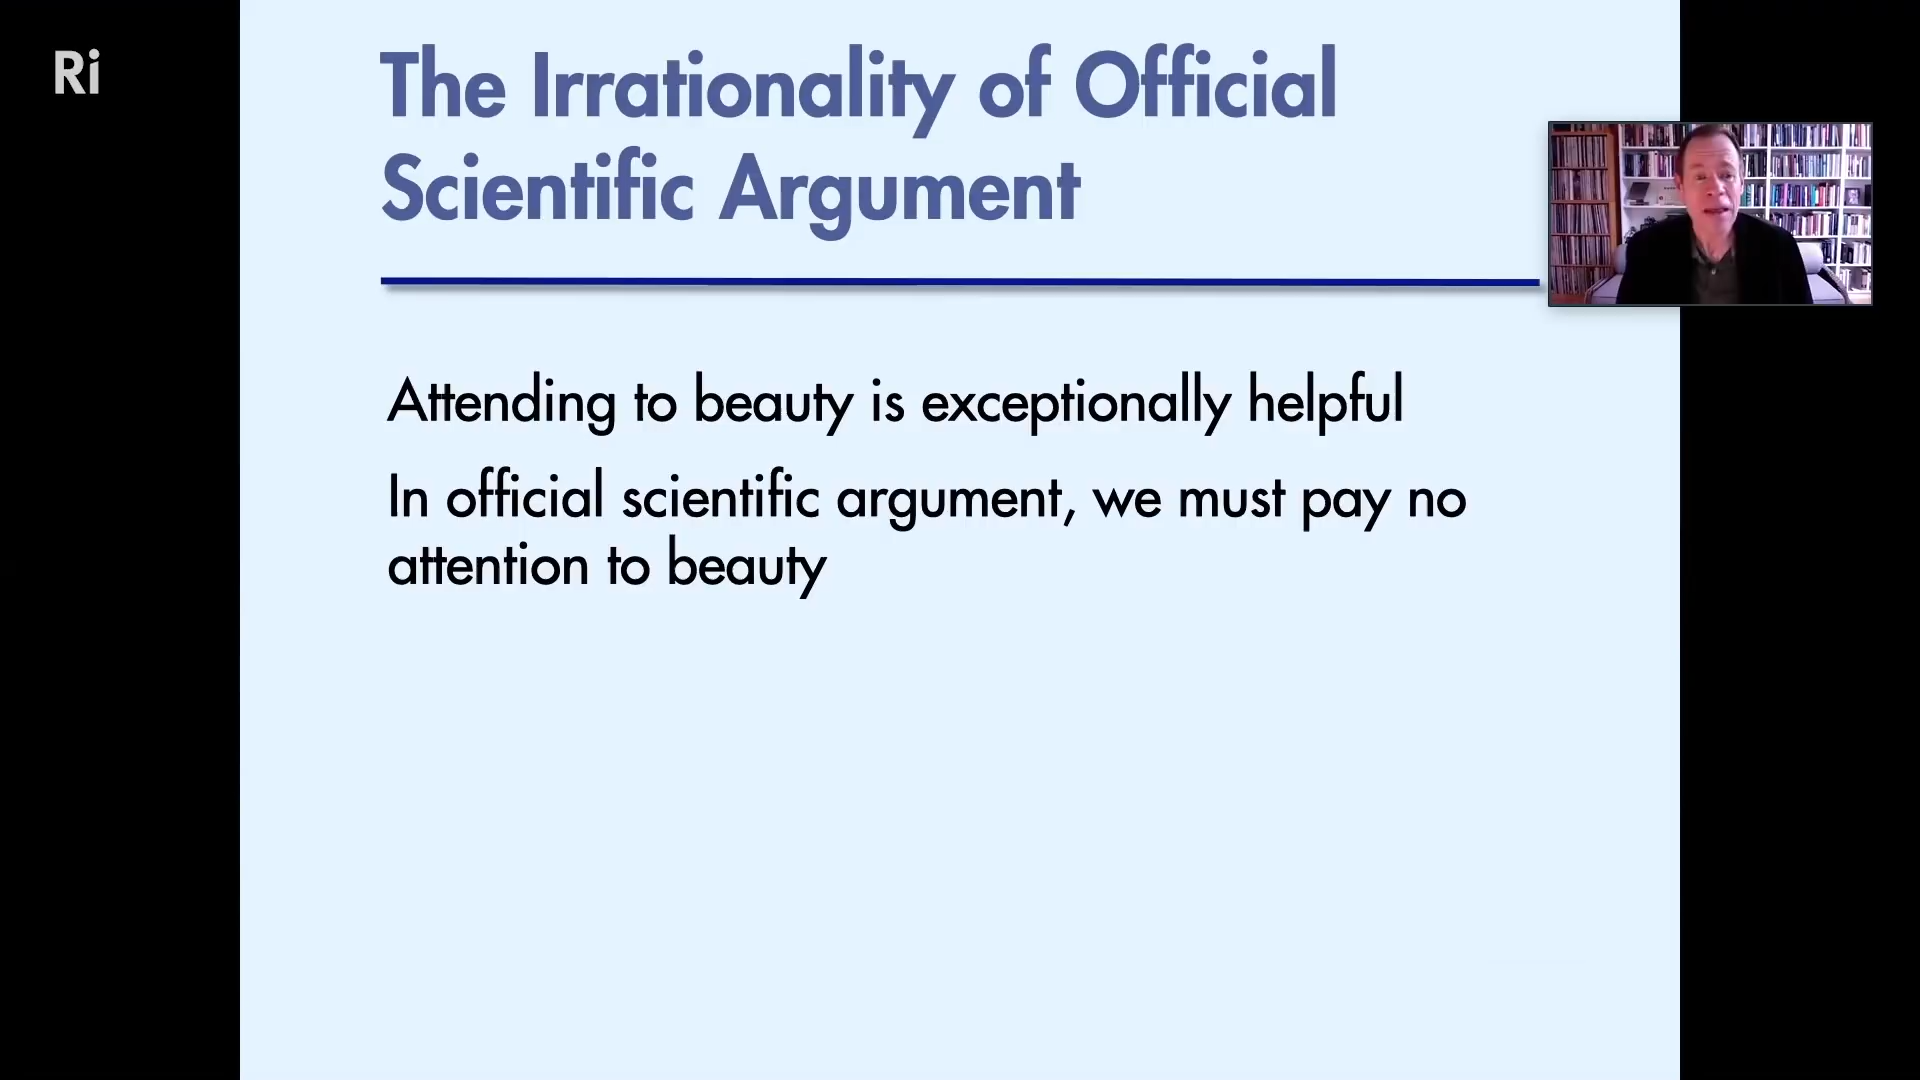 Ri
The Irrationality of Official
Scientific Argument
Attending to beauty is exceptionally helpful
In official scientific argument, we must pay no
attention to beauty